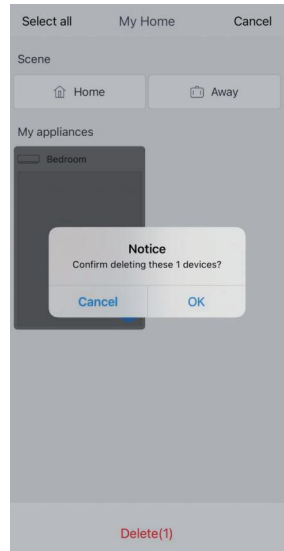 Select all My Home Cancel
Scene
Home Away
My appliances
Bedroom
Notice
Confirm deleting these 1 devices?
Cancel OK
Delete(1)